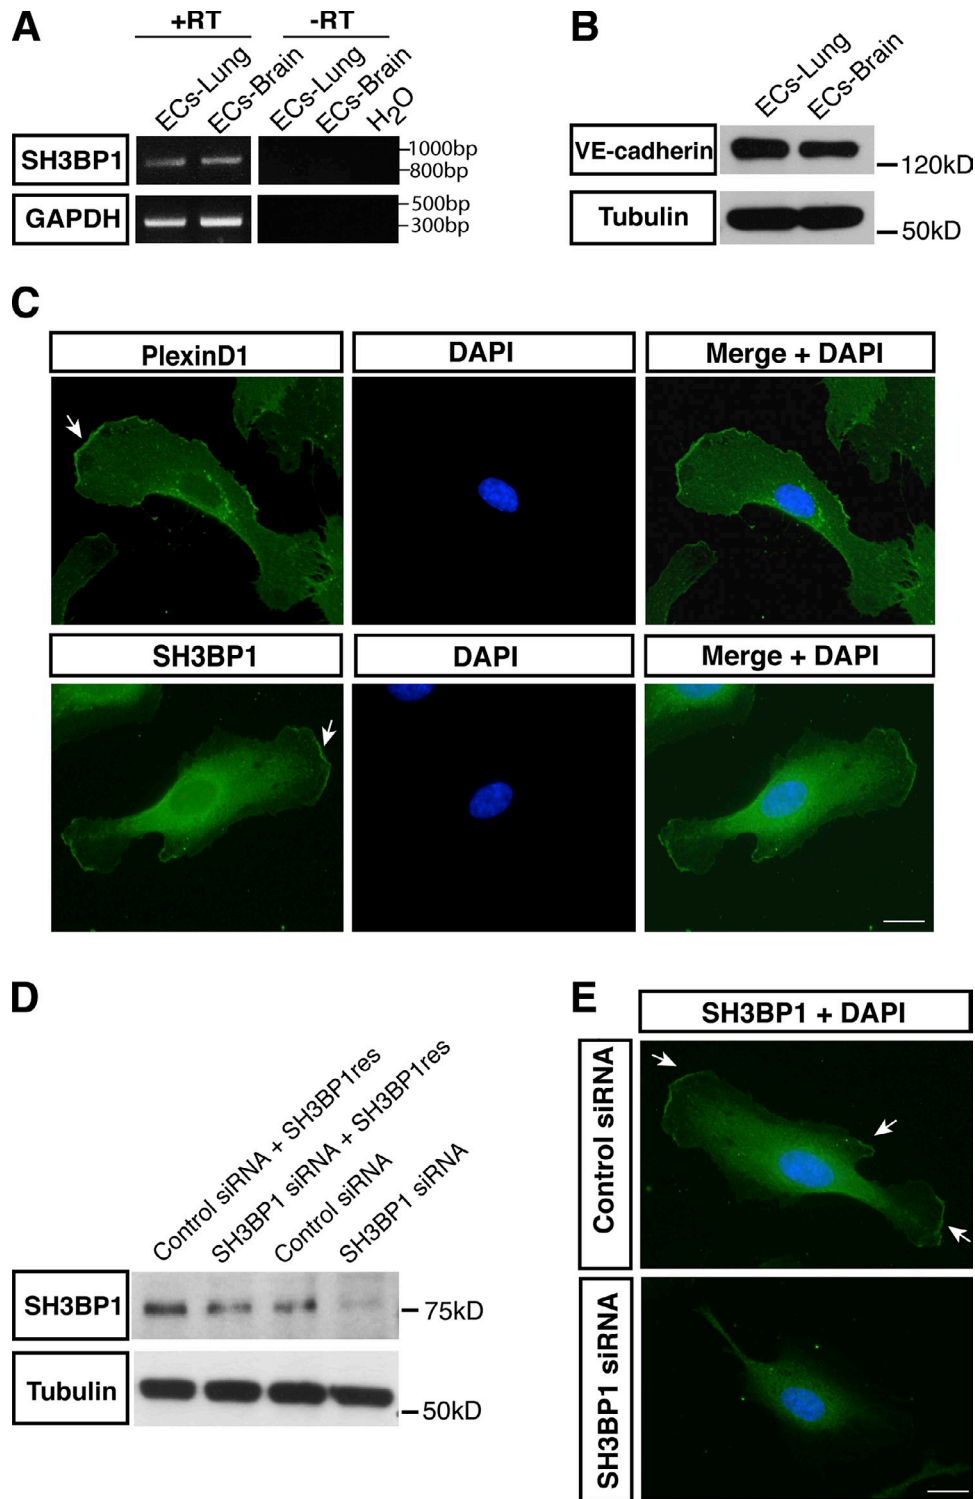 A
+RT
-RT
ECs-Lung
ECs-Brain
ECs-Lung
ECs-Brain
H2O
SH3BP1
1000bp
800bp
GAPDH
500bp
300bp
B
ECs-Lung
ECs-Brain
VE-cadherin
120kD
Tubulin
50kD
C
PlexinD1
DAPI
Merge + DAPI
SH3BP1
DAPI
Merge + DAPI
D
Control siRNA + SH3BP1res
SH3BP1 siRNA + SH3BP1res
Control siRNA
SH3BP1 siRNA
SH3BP1
75kD
Tubulin
50kD
E
SH3BP1 + DAPI
Control siRNA
SH3BP1 siRNA